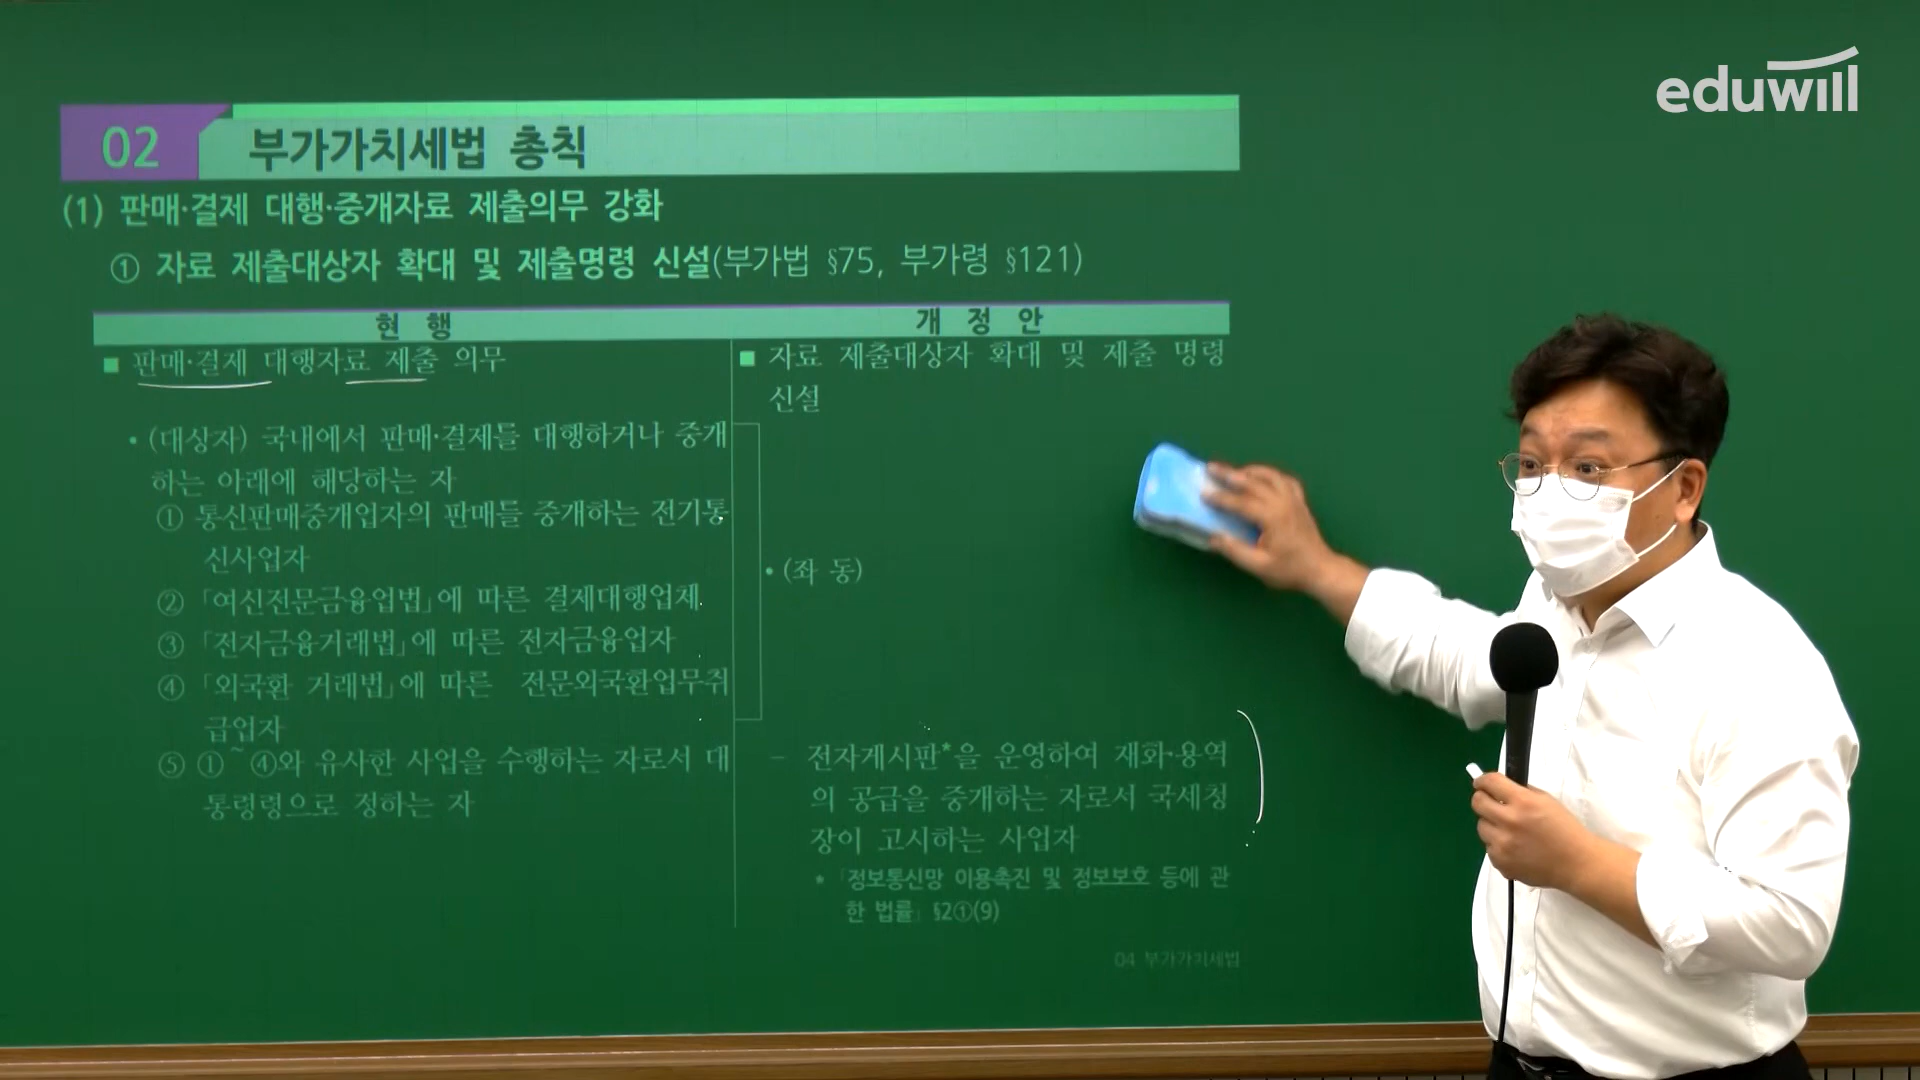 eduwill
02 부가가치세법 총칙
(1) 판매·결제 대행·중개자료 제출의무 강화
① 자료 제출대상자 확대 및 제출명령 신설(부가법 §75, 부가령 §121)
현 행
개 정 안
■ 판매·결제 대행자료 제출 의무
• (대상자) 국내에서 판매·결제를 대행하거나 중개
하는 아래에 해당하는 자
① 통신판매중개업자의 판매를 중개하는 전기통
신사업자
② 「여신전문금융업법」에 따른 결제대행업체
③ 「전자금융거래법」에 따른 전자금융업자
④ 「외국환 거래법」에 따른 전문외국환업무취
급업자
⑤ ①~④와 유사한 사업을 수행하는 자로서 대
통령령으로 정하는 자
■ 자료 제출대상자 확대 및 제출 명령
신설
• (좌 동)
- 전자게시판*을 운영하여 재화·용역
의 공급을 중개하는 자로서 국세청
장이 고시하는 사업자
* 「정보통신망 이용촉진 및 정보보호 등에 관
한 법률」 §2①(9)
04 부가가치세법